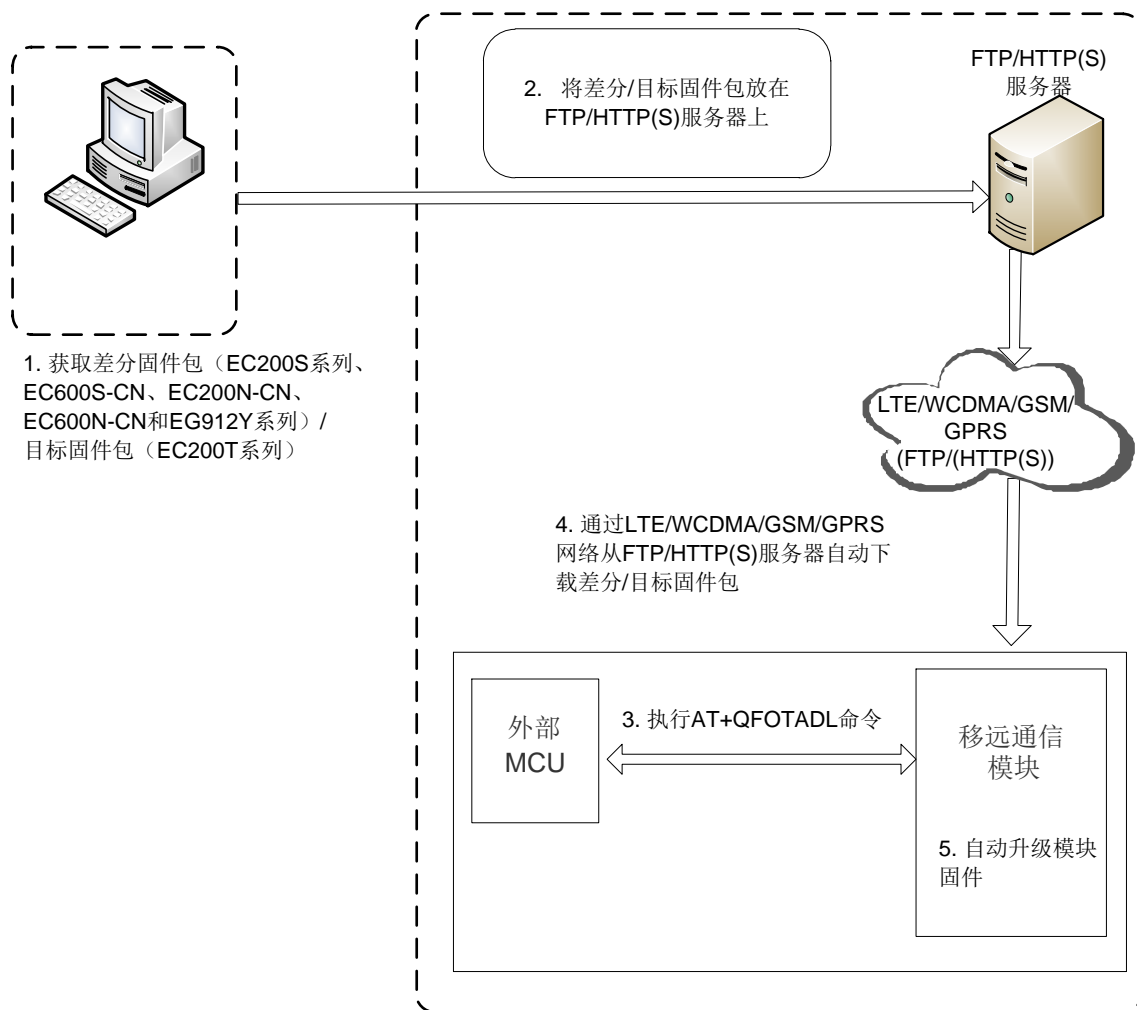 FTP/HTTP(S)
服务器
2. 将差分/目标固件包放在
FTP/HTTP(S)服务器上
1. 获取差分固件包（EC200S系列、
EC600S-CN、EC200N-CN、
EC600N-CN和EG912Y系列）/
目标固件包（EC200T系列）
LTE/WCDMA/GSM/
GPRS
(FTP/(HTTP(S))
4. 通过LTE/WCDMA/GSM/GPRS
网络从FTP/HTTP(S)服务器自动下
载差分/目标固件包
外部
MCU
3. 执行AT+QFOTADL命令
移远通信
模块
5. 自动升级模块
固件